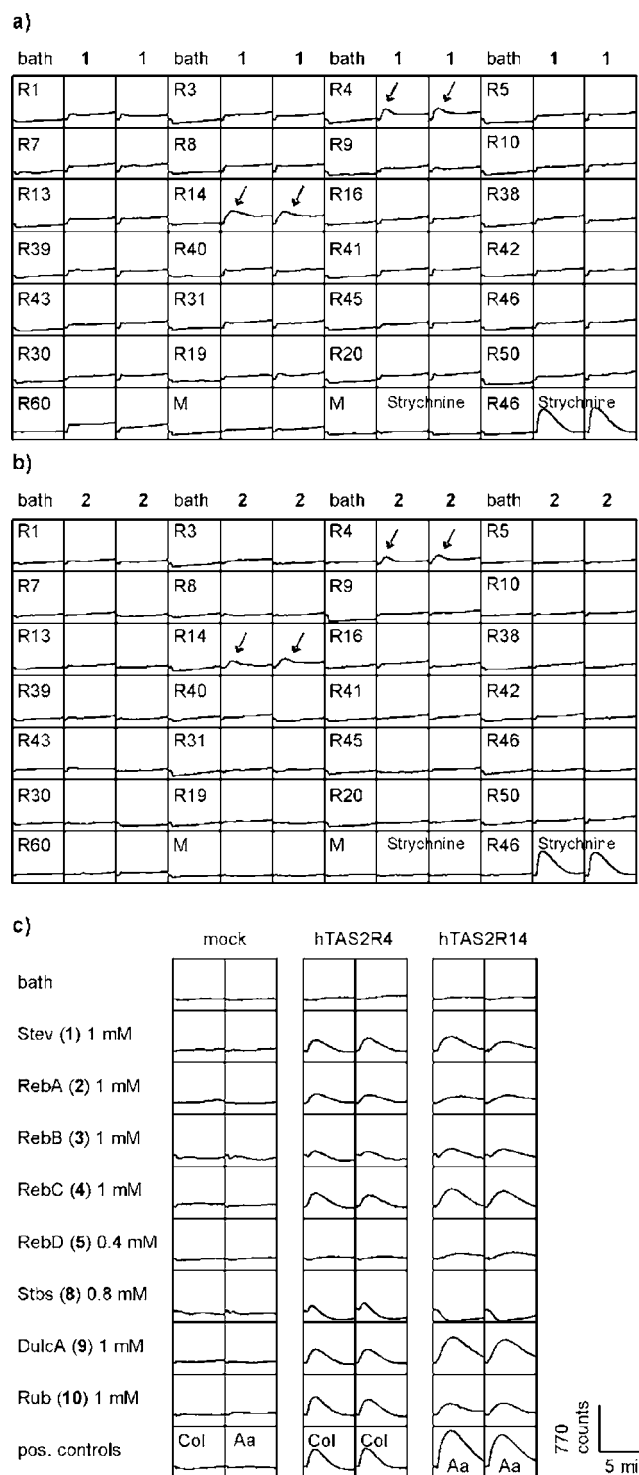 a)
bath 1 1 bath 1 1 bath 1 1 bath 1 1
R1 R3 R4 R5
R7 R8 R9 R10
R13 R14 R16 R38
R39 R40 R41 R42
R43 R31 R45 R46
R30 R19 R20 R50
R60 M M Strychnine R46 Strychnine
b)
bath 2 2 bath 2 2 bath 2 2 bath 2 2
R1 R3 R4 R5
R7 R8 R9 R10
R13 R14 R16 R38
R39 R40 R41 R42
R43 R31 R45 R46
R30 R19 R20 R50
R60 M M Strychnine R46 Strychnine
c)
mock hTAS2R4 hTAS2R14
bath
Stev (1) 1 mM
RebA (2) 1 mM
RebB (3) 1 mM
RebC (4) 1 mM
RebD (5) 0.4 mM
Stbs (8) 0.8 mM
DulcA (9) 1 mM
Rub (10) 1 mM
pos. controls Col Aa Col Col Aa Aa
770 counts
5 mi